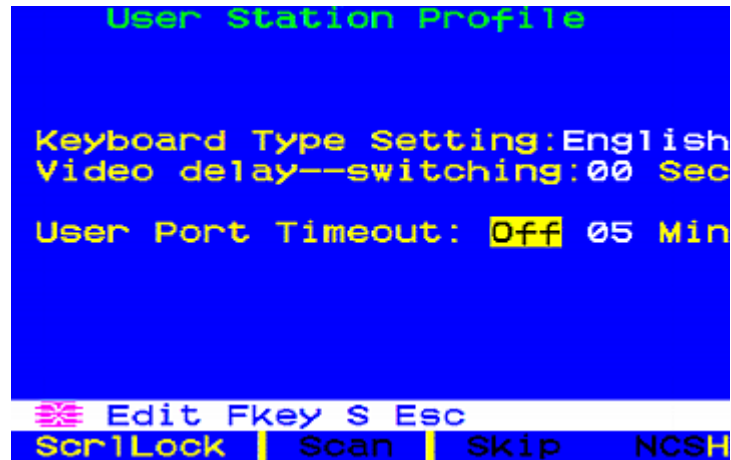 User Station Profile
Keyboard Type Setting:English
Video delay--switching:00 Sec
User Port Timeout: Off 05 Min
Edit Fkey S Esc
ScrlLock Scan Skip NCSH